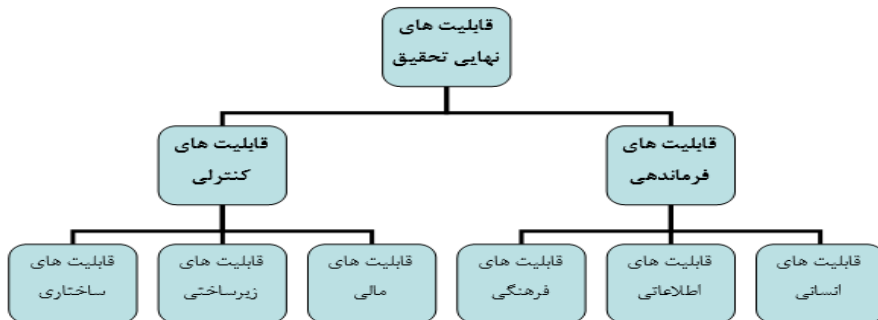 قابلیت های
نهایی تحقیق
قابلیت های
فرماندهی
قابلیت های
کنترلی
قابلیت های
انسانی
قابلیت های
اطلاعاتی
قابلیت های
فرهنگی
قابلیت های
مالی
قابلیت های
زیرساختی
قابلیت های
ساختاری